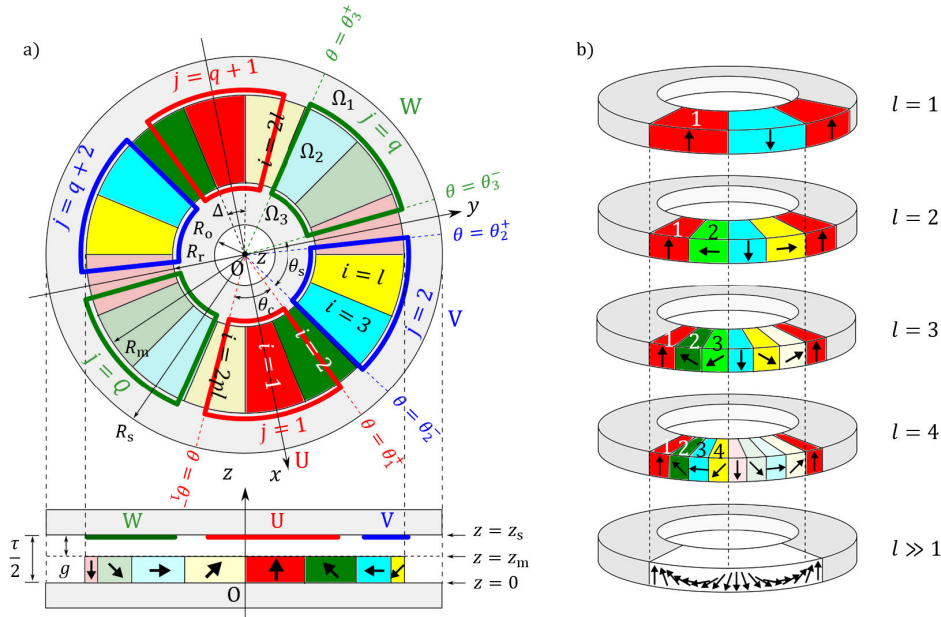 a)
θ = θ₃⁺
j = q + 1
Ω₁
W
j = q
i = 2l
Ω₂
j = q + 2
Δ
Ω₃
θ = θ₃⁻
y
θ = θ₂⁺
R₀
Rᵣ
z
O
θₛ
i = l
i = 3
j = 2
V
θc
Rₘ
i = 2pl
i = 1
i = 2
j = Q
Rₛ
j = 1
θ = θ₂⁻
θ = θ₁⁺
U
θ = θ₁⁻
z
x
W
U
V
z = zₛ
τ
2
g
z = zₘ
z = 0
O
b)
1
l = 1
1 2
l = 2
1 2 3
l = 3
1 2 3 4
l = 4
l ≫ 1